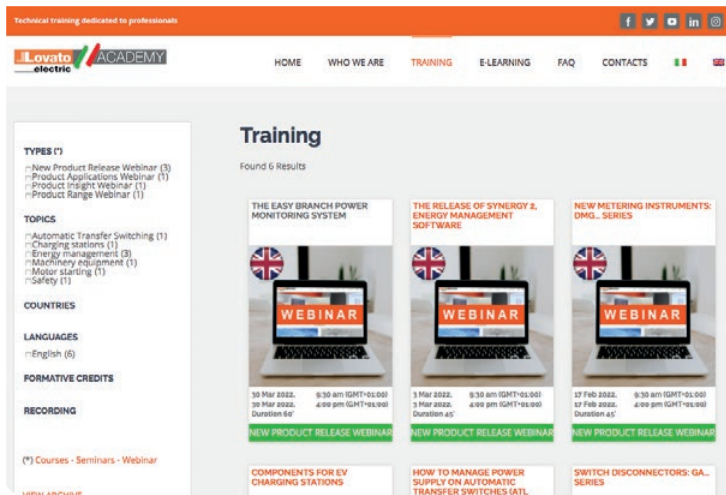 Technical training dedicated to professionals
Lovato
electric
ACADEMY
HOME WHO WE ARE TRAINING E-LEARNING FAQ CONTACTS
TYPES (*)
New Product Release Webinar (3)
Product Applications Webinar (1)
Product Insight Webinar (1)
Product Range Webinar (1)
TOPICS
Automatic Transfer Switching (1)
Charging stations (1)
Energy management (3)
Machinery equipment (1)
Motor starting (1)
Safety (1)
COUNTRIES
LANGUAGES
English (6)
FORMATIVE CREDITS
RECORDING
(*) Courses - Seminars - Webinar
VIEW ARCHIVE
Training
Found 6 Results
THE EASY BRANCH POWER
MONITORING SYSTEM
WEBINAR
30 Mar 2022, 9:30 am (GMT+01:00)
30 Mar 2022, 4:00 pm (GMT+01:00)
Duration 60'
NEW PRODUCT RELEASE WEBINAR
THE RELEASE OF SYNERGY 2,
ENERGY MANAGEMENT
SOFTWARE
WEBINAR
3 Mar 2022, 9:30 am (GMT+01:00)
3 Mar 2022, 4:00 pm (GMT+01:00)
Duration 45'
NEW PRODUCT RELEASE WEBINAR
NEW METERING INSTRUMENTS:
DMG... SERIES
WEBINAR
17 Feb 2022, 9:30 am (GMT+01:00)
17 Feb 2022, 4:00 pm (GMT+01:00)
Duration 45'
NEW PRODUCT RELEASE WEBINAR
COMPONENTS FOR EV
CHARGING STATIONS
HOW TO MANAGE POWER
SUPPLY ON AUTOMATIC
TRANSFER SWITCHES (ATL
SWITCH DISCONNECTORS: GA...
SERIES